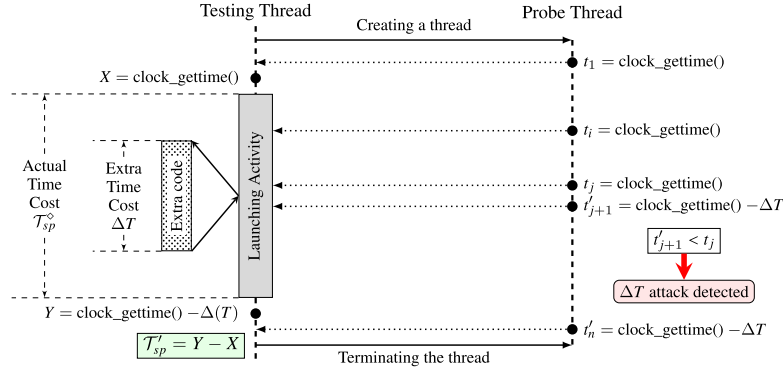 Testing Thread
Probe Thread
Creating a thread
t₁ = clock_gettime()
X = clock_gettime()
tᵢ = clock_gettime()
Actual
Time
Cost
𝒯◇sp
Extra
Time
Cost
ΔT
Extra code
Launching Activity
tⱼ = clock_gettime()
t′ⱼ₊₁ = clock_gettime() −ΔT
t′ⱼ₊₁ < tⱼ
ΔT attack detected
Y = clock_gettime() −Δ(T)
t′ₙ = clock_gettime() −ΔT
𝒯′sp = Y − X
Terminating the thread